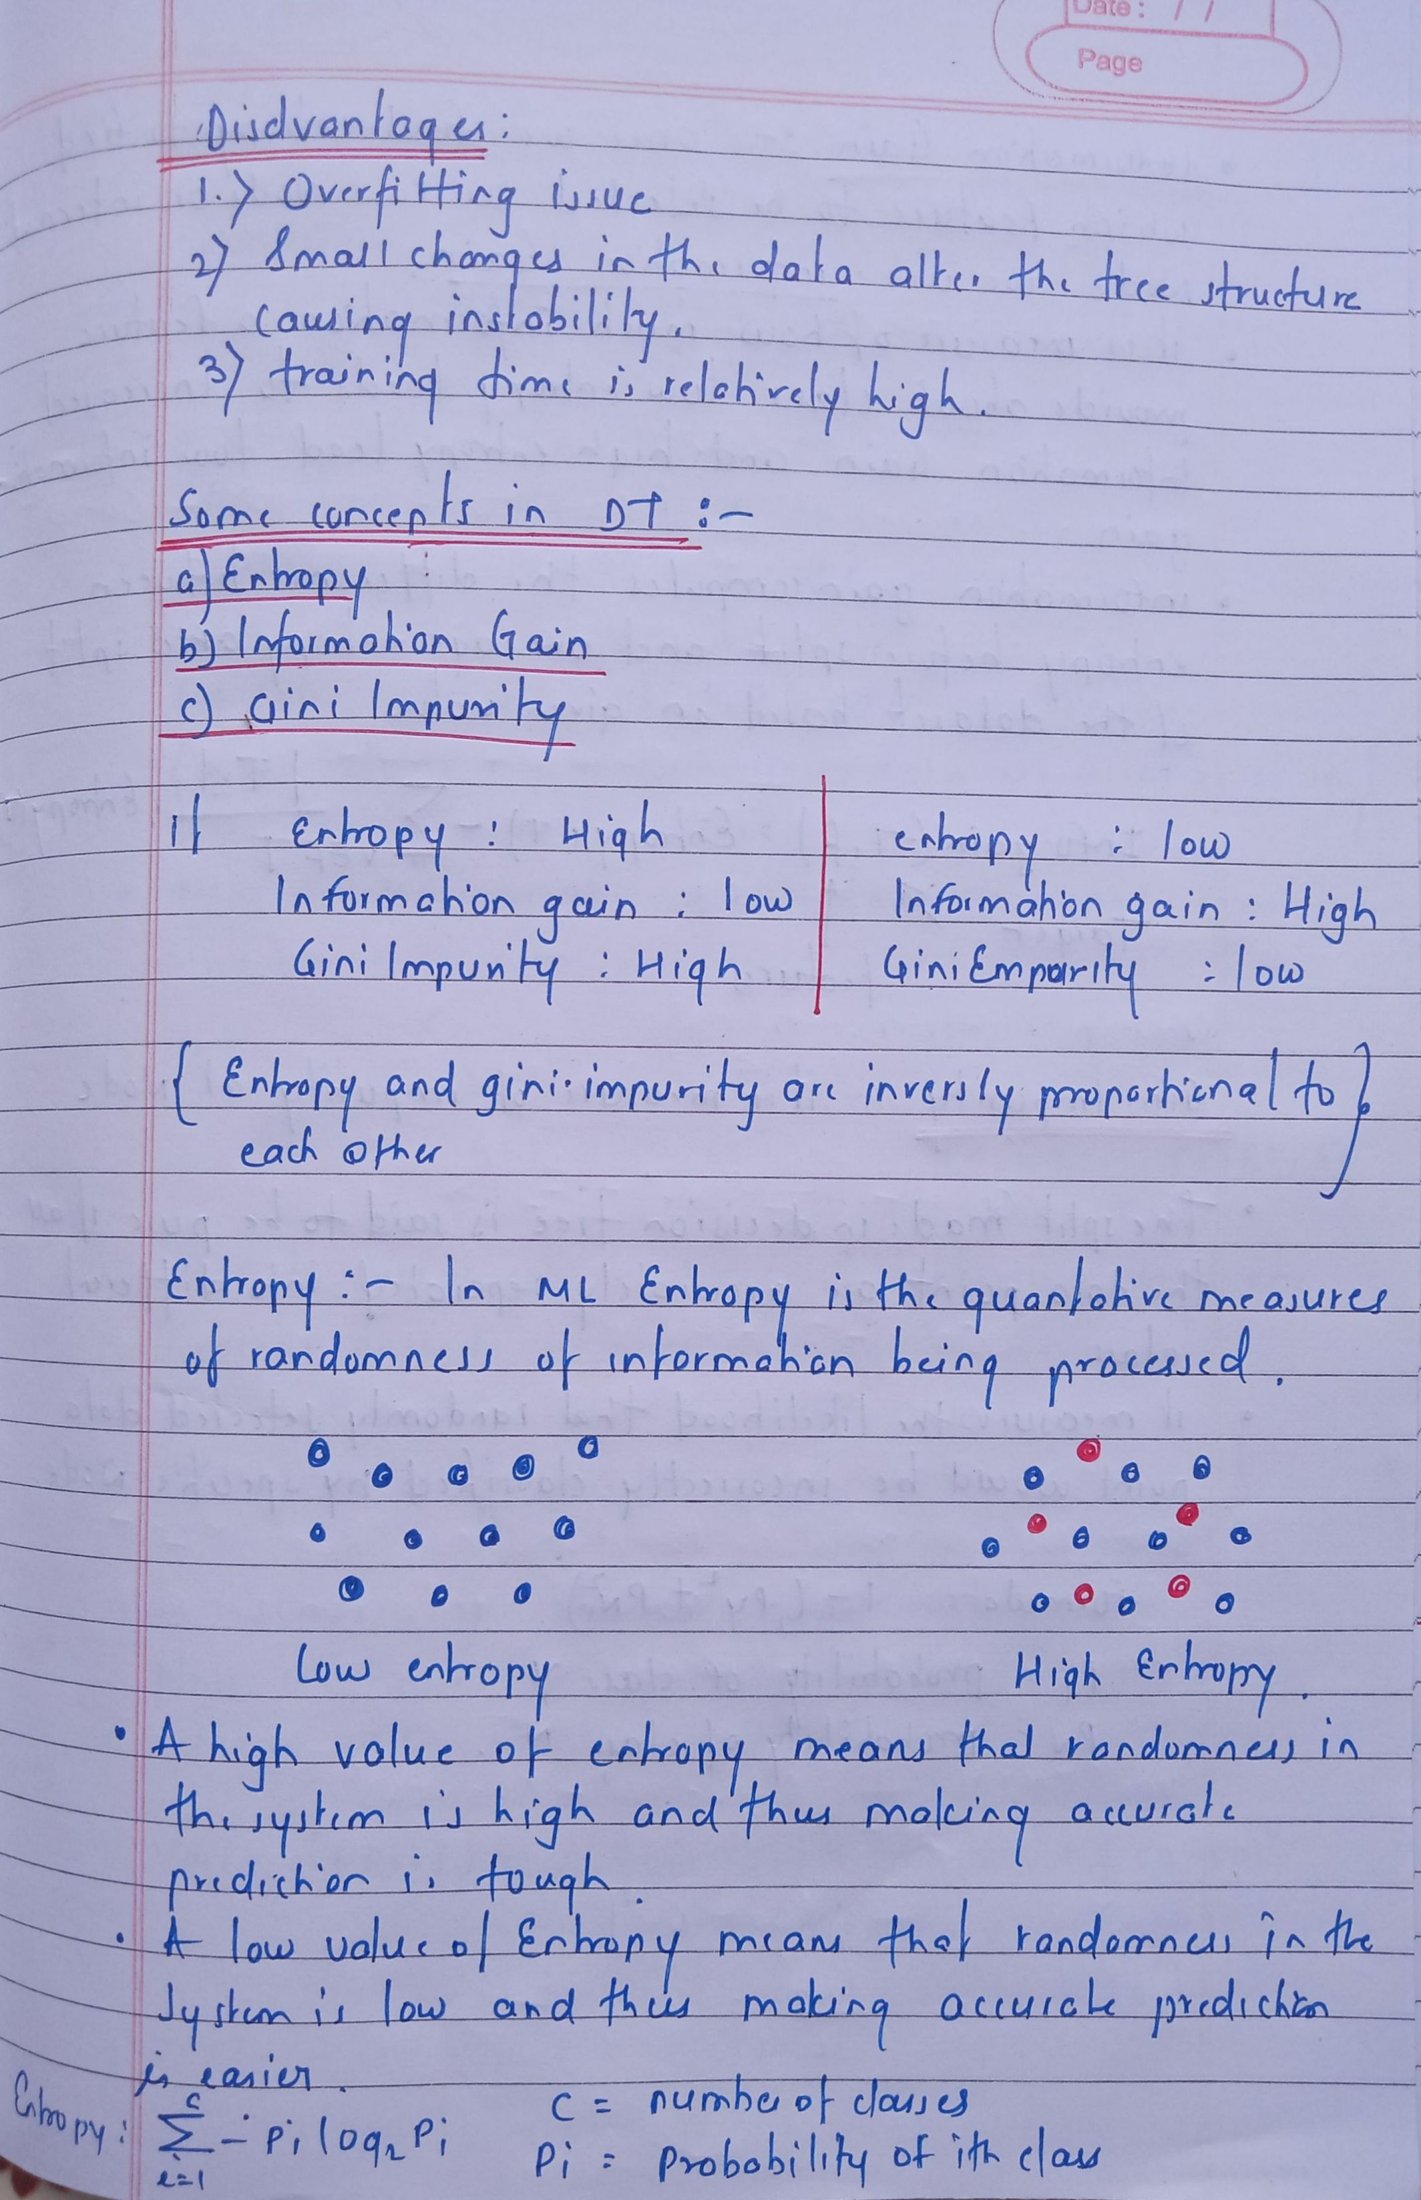 Date : / /
Page
Disdvantages:
1.) Overfitting issue
2) Small changes in the data alter the tree structure
causing instability.
3) training time is relatively high.
Some concepts in DT :-
a) Entropy
b) Information Gain
c) Gini Impurity
if Entropy : High
Information gain : low
Gini Impurity : High
entropy : low
Information gain : High
Gini Emparity : low
{ Entropy and gini impurity are inversly proportional to }
each other
Entropy :- In ML Entropy is the quantative measures
of randomness of information being processed.
Low entropy
High Entropy.
• A high value of entropy means that randomness in
the system is high and thus making accurate
prediction is tough.
• A low value of Entropy means that randomness in the
system is low and thus making accurate prediction
is easier.
Entropy : c Σ i=1 - Pi log2 Pi
C = number of classes
Pi = Probability of ith class